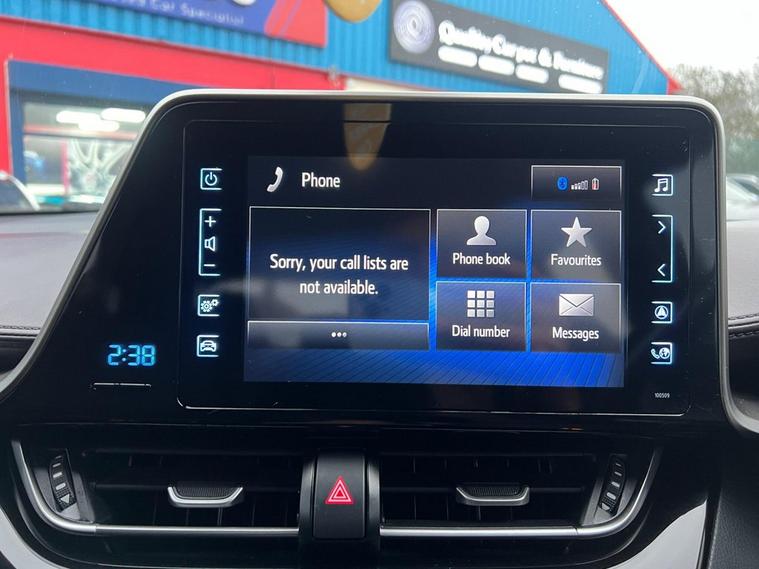 Car Specialist
Quality Carpet & Furniture
Phone
Sorry, your call lists are
not available.
Phone book
Favourites
Dial number
Messages
2:38
100509